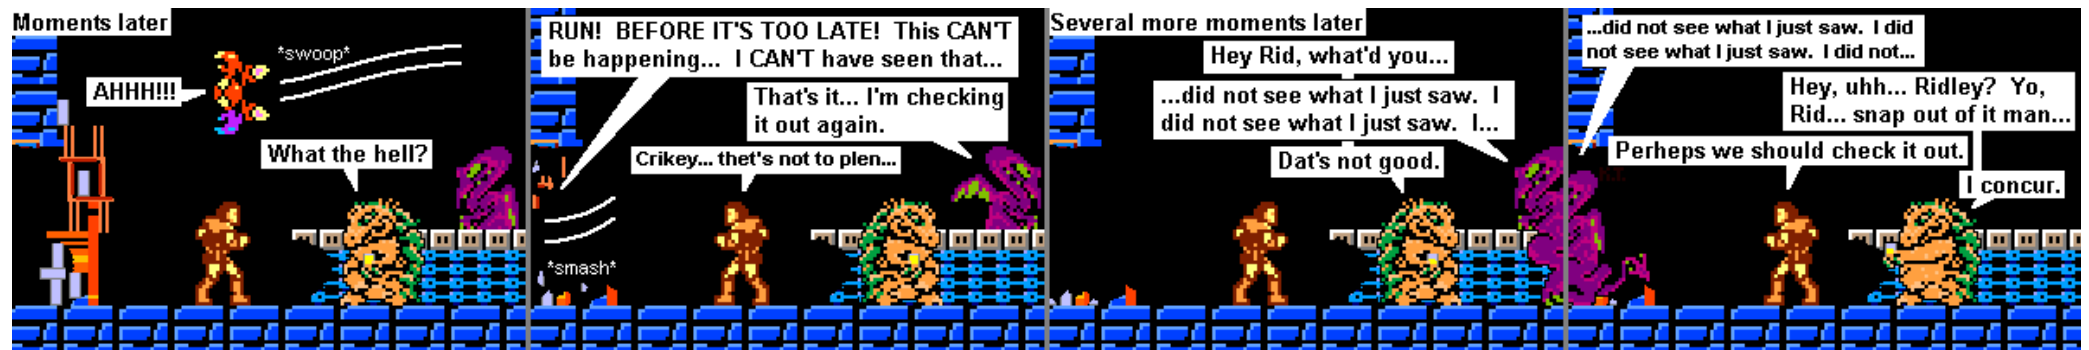 Moments later
*swoop*
AHHH!!!
What the hell?
RUN!  BEFORE IT'S TOO LATE!  This CAN'T
be happening...  I CAN'T have seen that...
That's it... I'm checking
it out again.
Crikey... thet's not to plen...
*smash*
Several more moments later
Hey Rid, what'd you...
...did not see what I just saw.  I
did not see what I just saw.  I...
Dat's not good.
...did not see what I just saw.  I did
not see what I just saw.  I did not...
Hey, uhh... Ridley?  Yo,
Rid... snap out of it man...
Perheps we should check it out.
I concur.